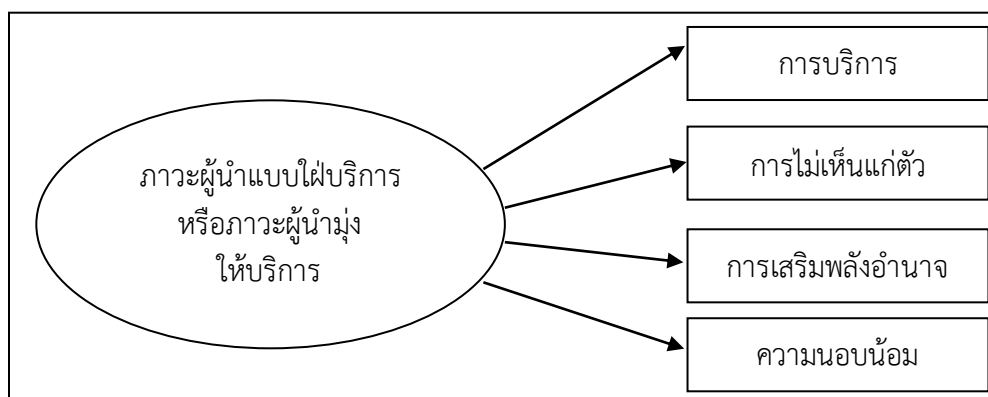 ภาวะผู้นำแบบใฝ่บริการ
หรือภาวะผู้นำมุ่ง
ให้บริการ
การบริการ
การไม่เห็นแก่ตัว
การเสริมพลังอำนาจ
ความนอบน้อม